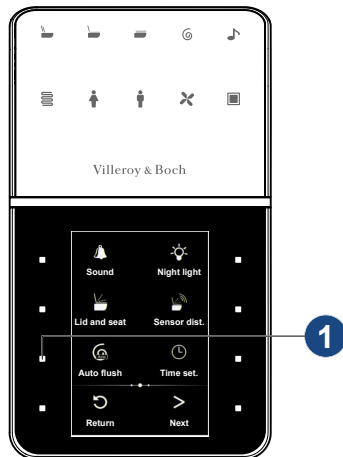 Villeroy & Boch
Sound Night light
Lid and seat Sensor dist.
Auto flush Time set.
Return Next
1